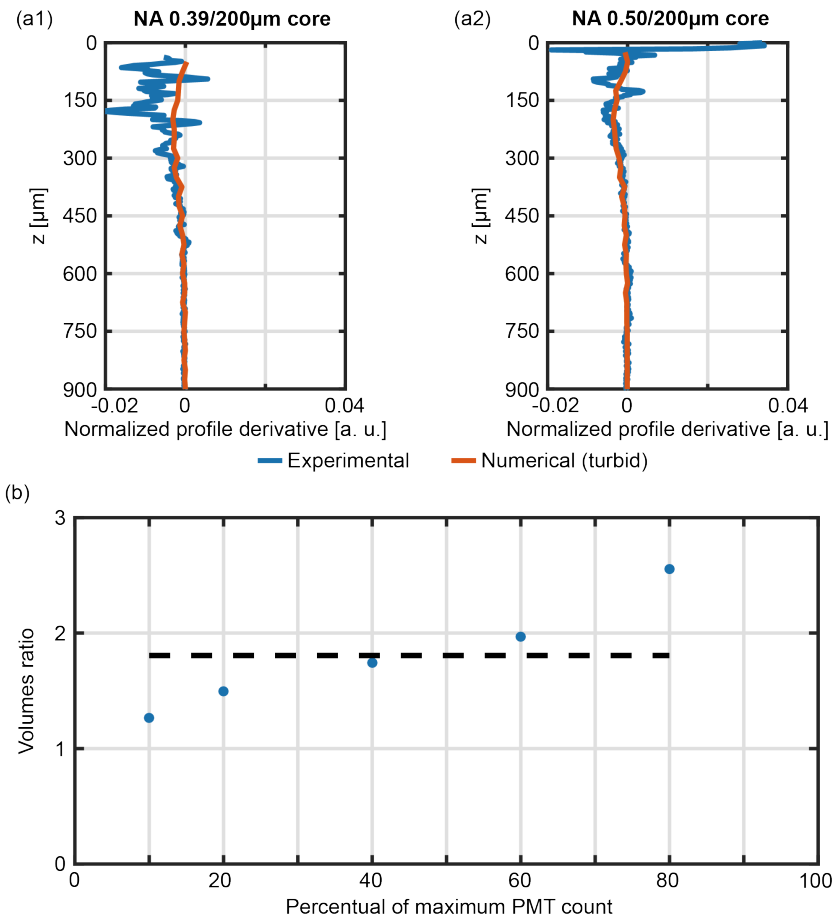 (a1) NA 0.39/200µm core
(a2) NA 0.50/200µm core
0
150
300
450
600
750
900
z [µm]
-0.02 0 0.04
Normalized profile derivative [a. u.]
0
150
300
450
600
750
900
z [µm]
-0.02 0 0.04
Normalized profile derivative [a. u.]
Experimental Numerical (turbid)
(b)
3
2
1
0
Volumes ratio
0 20 40 60 80 100
Percentual of maximum PMT count